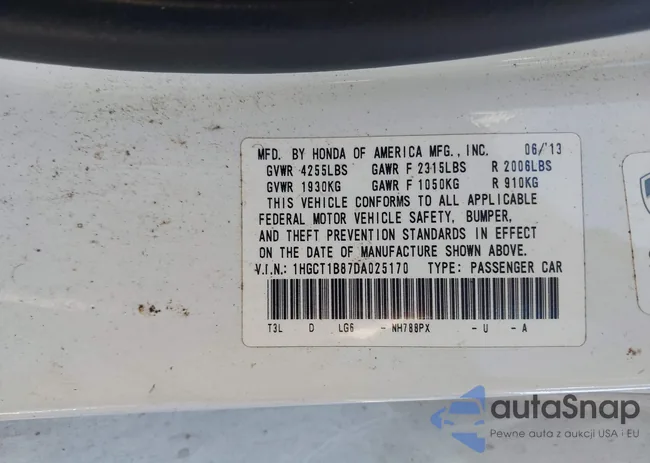 MFD. BY HONDA OF AMERICA MFG., INC. 06/'13
GVWR 4255LBS GAWR F 2315LBS R 2006LBS
GVWR 1930KG GAWR F 1050KG R 910KG
THIS VEHICLE CONFORMS TO ALL APPLICABLE
FEDERAL MOTOR VEHICLE SAFETY, BUMPER,
AND THEFT PREVENTION STANDARDS IN EFFECT
ON THE DATE OF MANUFACTURE SHOWN ABOVE.
V.I.N.: 1HGCT1B87DA025170 TYPE: PASSENGER CAR
T3L D LG6 - NH788PX - U - A
autaSnap
Pewne auta z aukcji USA i EU